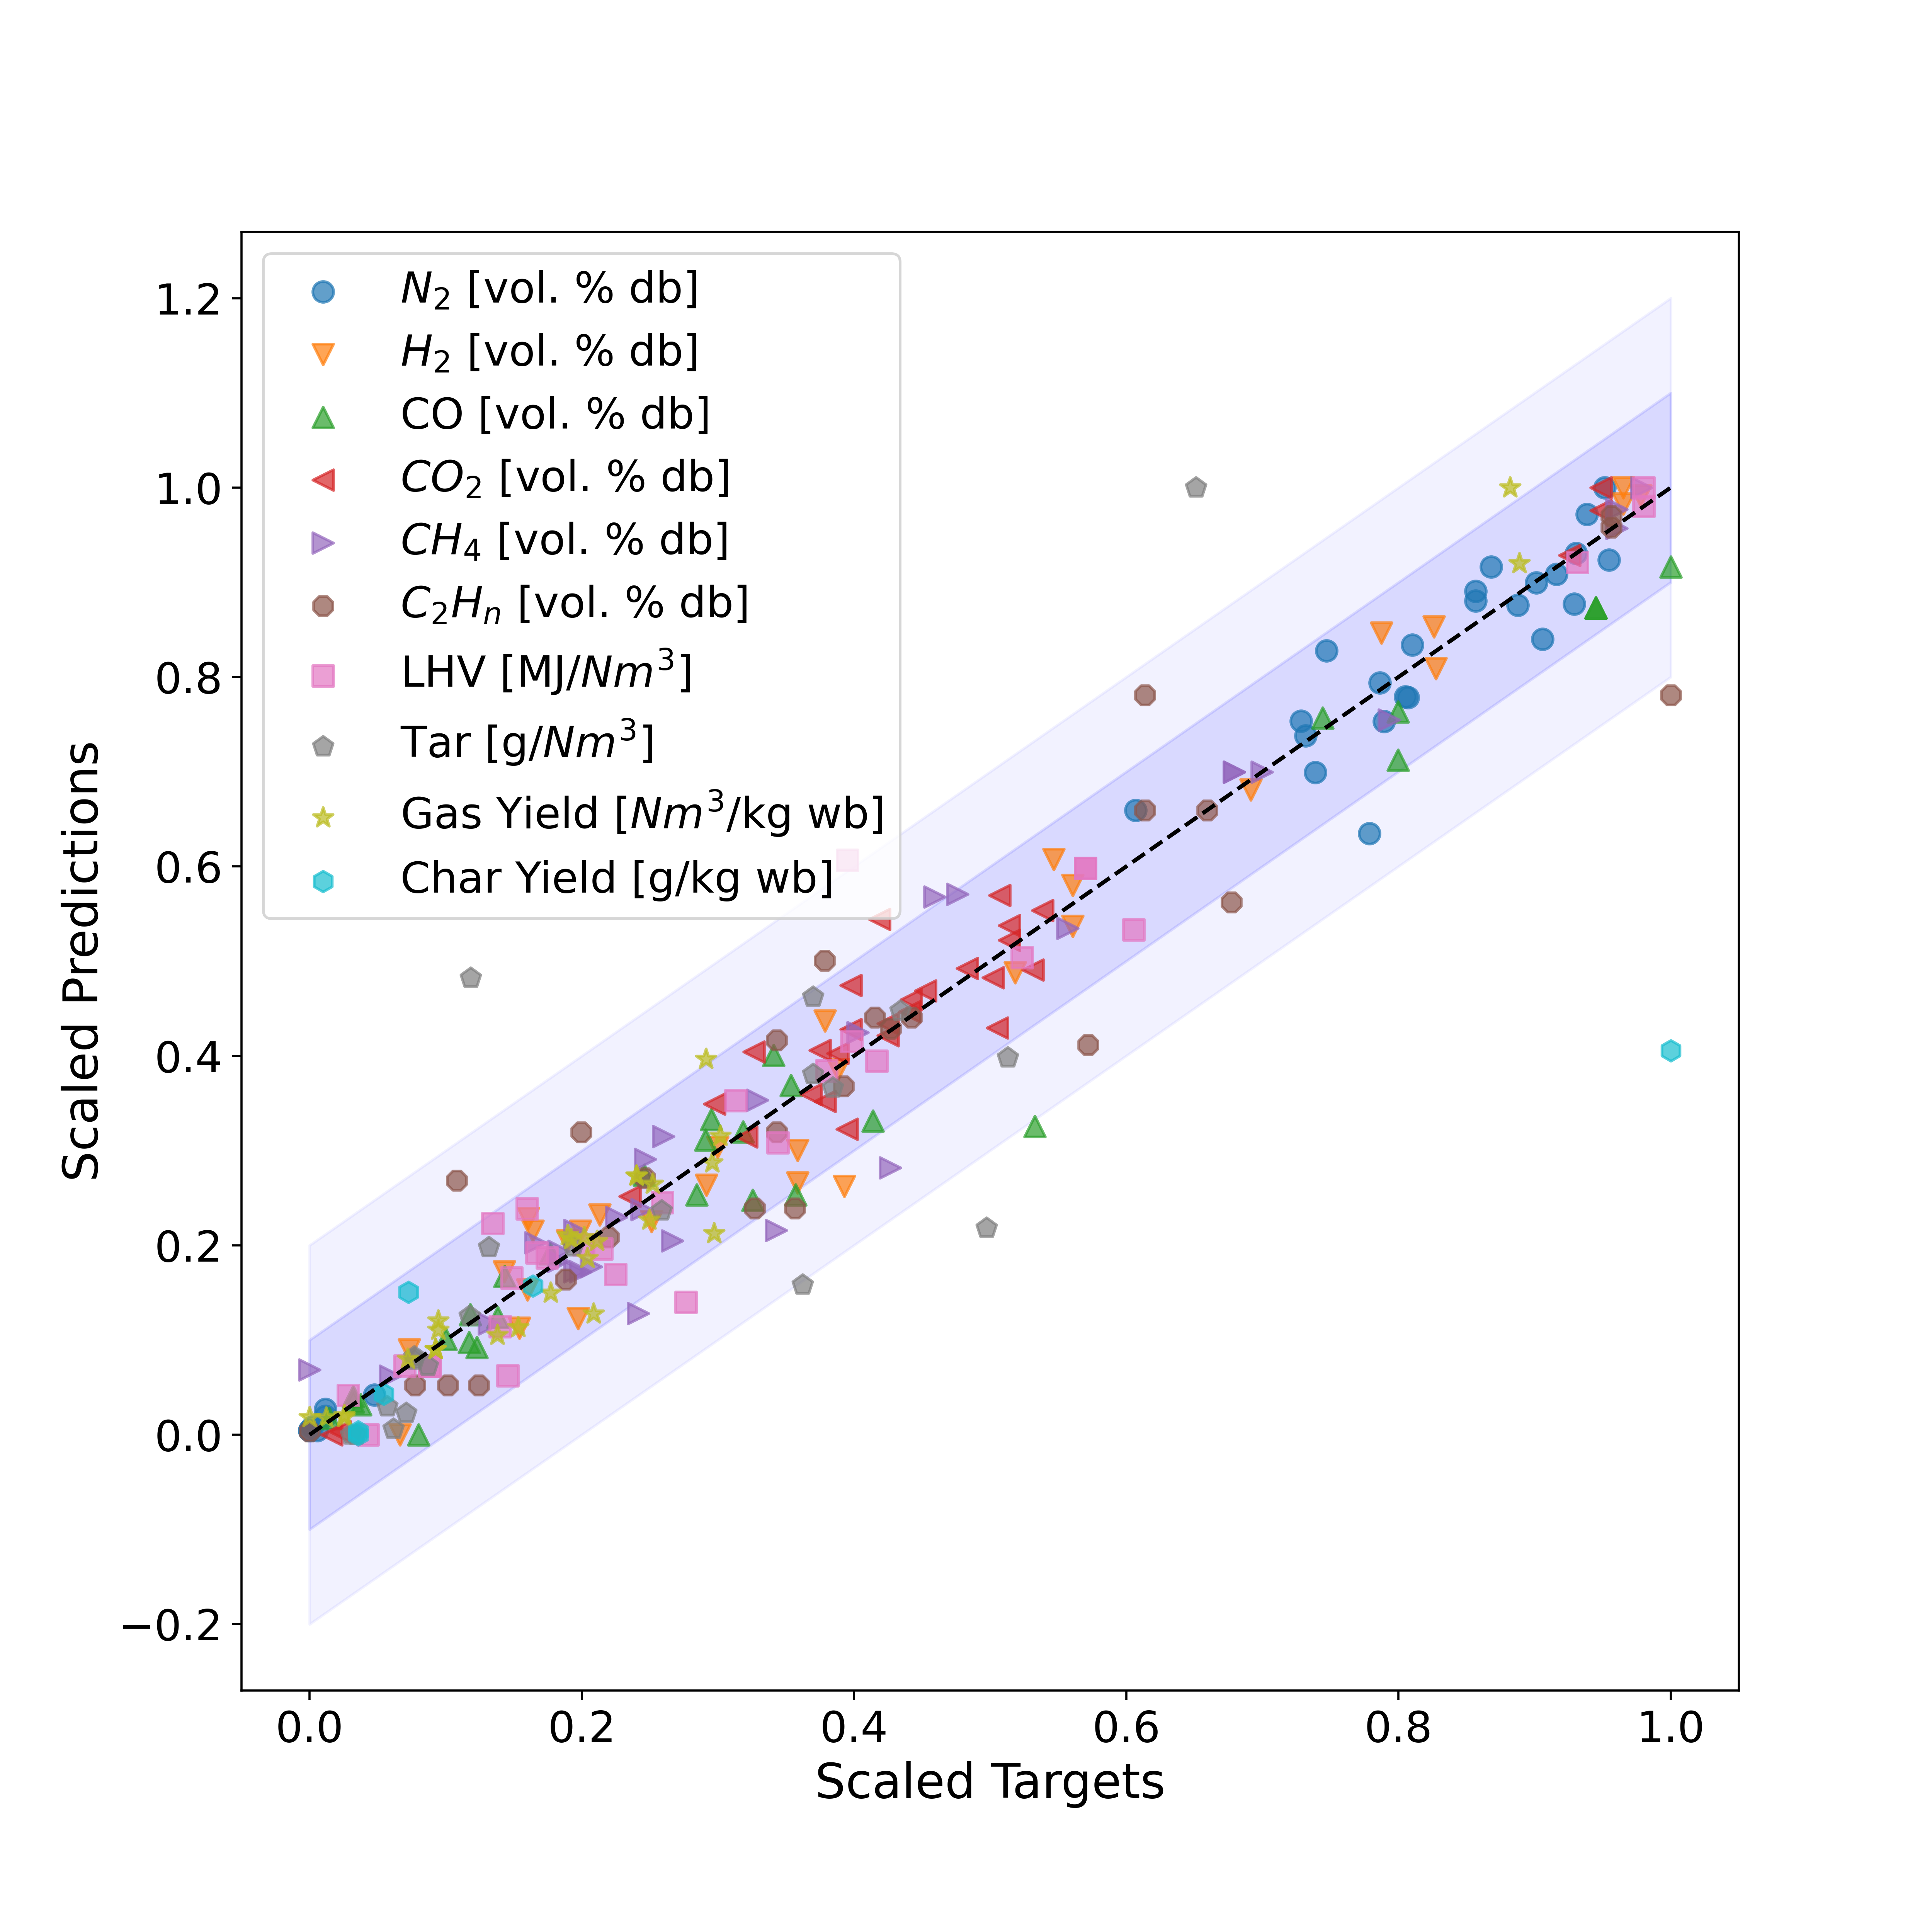 N₂ [vol. % db]
H₂ [vol. % db]
CO [vol. % db]
CO₂ [vol. % db]
CH₄ [vol. % db]
C₂Hₙ [vol. % db]
LHV [MJ/Nm³]
Tar [g/Nm³]
Gas Yield [Nm³/kg wb]
Char Yield [g/kg wb]
1.2
1.0
0.8
0.6
0.4
0.2
0.0
−0.2
Scaled Predictions
0.0 0.2 0.4 0.6 0.8 1.0
Scaled Targets